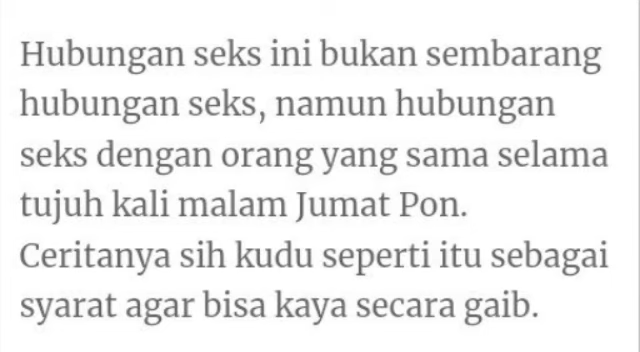 Hubungan seks ini bukan sembarang
hubungan seks, namun hubungan
seks dengan orang yang sama selama
tujuh kali malam Jumat Pon.
Ceritanya sih kudu seperti itu sebagai
syarat agar bisa kaya secara gaib.